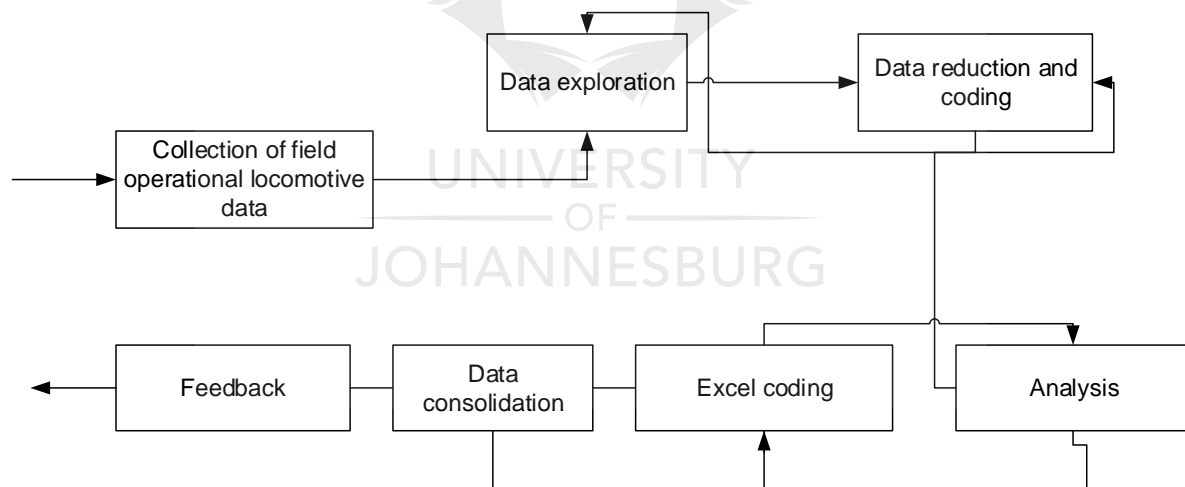 Data exploration
Data reduction and
coding
Collection of field
operational locomotive
data
UNIVERSITY
OF
JOHANNESBURG
Feedback
Data
consolidation
Excel coding
Analysis